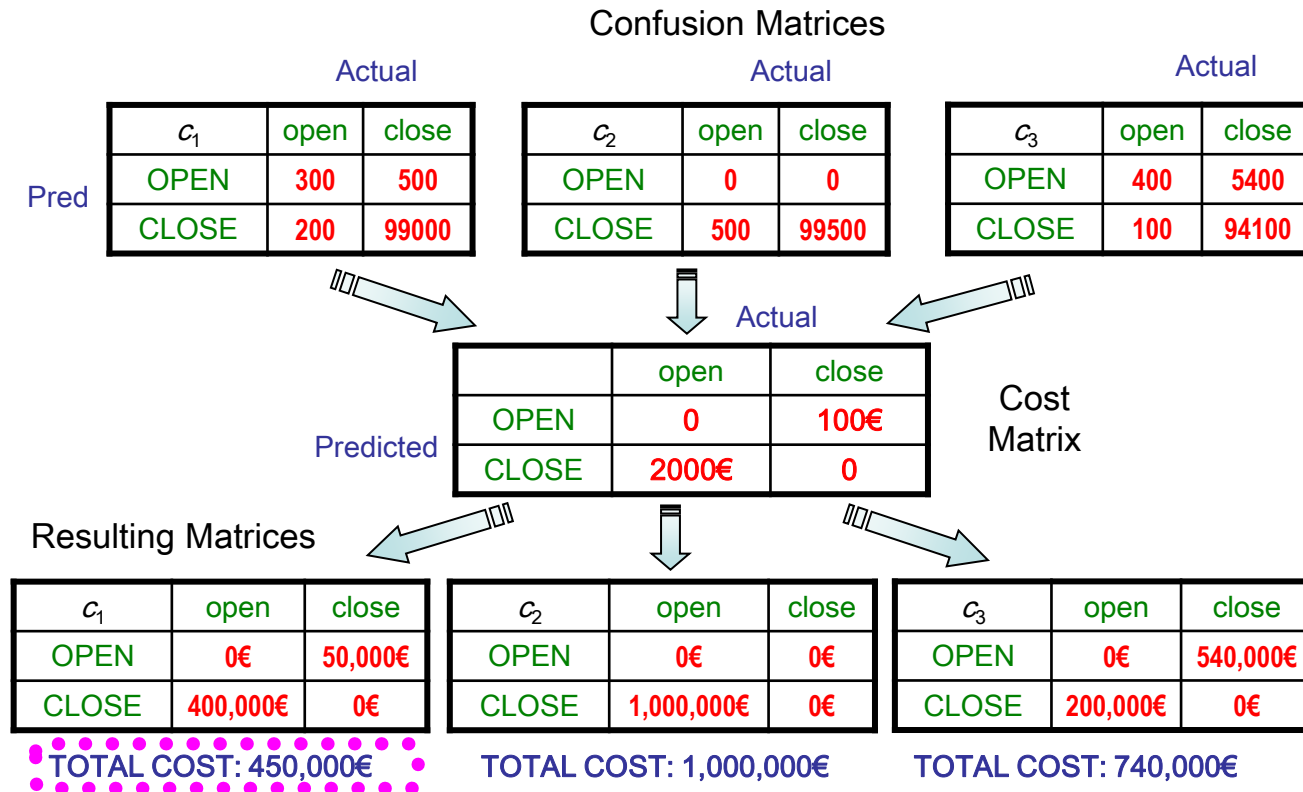 Confusion Matrices
Actual Actual Actual
c1 open close c2 open close c3 open close
Pred OPEN 300 500 OPEN 0 0 OPEN 400 5400
CLOSE 200 99000 CLOSE 500 99500 CLOSE 100 94100
Actual
open close
OPEN 0 100€
Predicted CLOSE 2000€ 0
Cost
Matrix
Resulting Matrices
c1 open close c2 open close c3 open close
OPEN 0€ 50,000€ OPEN 0€ 0€ OPEN 0€ 540,000€
CLOSE 400,000€ 0€ CLOSE 1,000,000€ 0€ CLOSE 200,000€ 0€
TOTAL COST: 450,000€ TOTAL COST: 1,000,000€ TOTAL COST: 740,000€